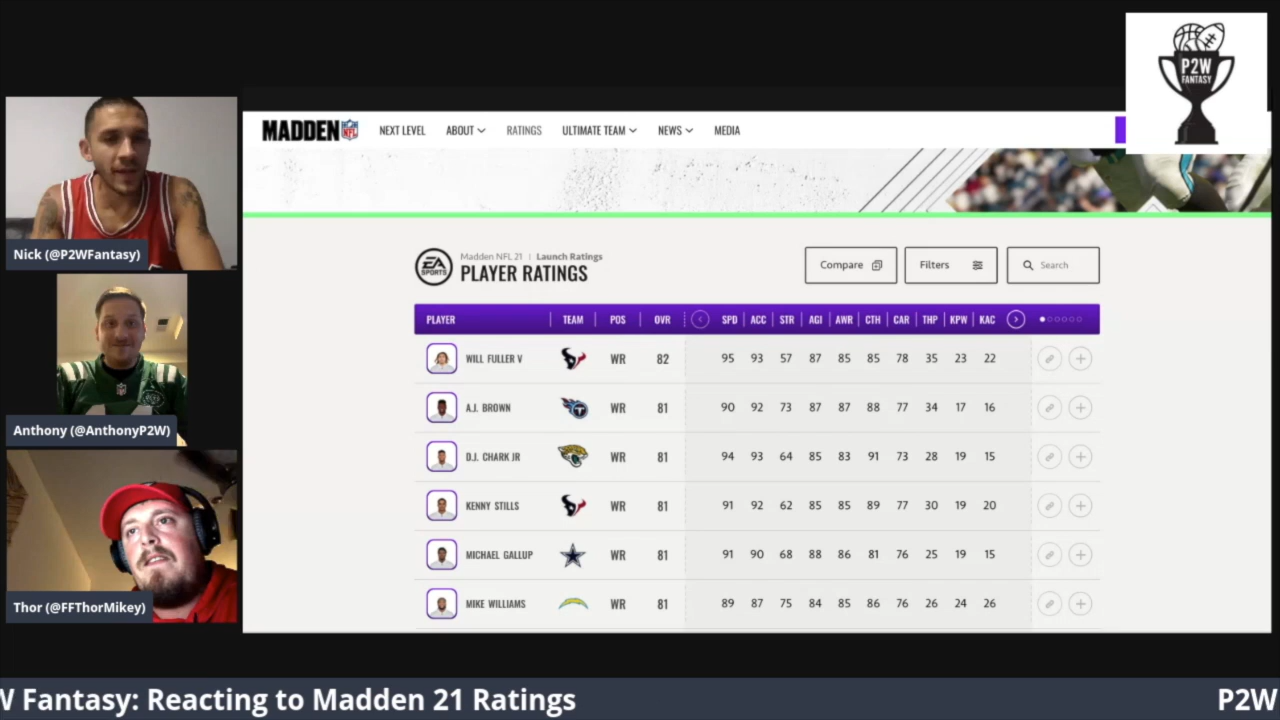 P2W
FANTASY
MADDEN NFL NEXT LEVEL ABOUT RATINGS ULTIMATE TEAM NEWS MEDIA
Nick (@P2WFantasy)
Anthony (@AnthonyP2W)
Thor (@FFThorMikey)
EA
SPORTS
Madden NFL 21 | Launch Ratings
PLAYER RATINGS
Compare Filters Search
PLAYER TEAM POS OVR SPD ACC STR AGI AWR CTH CAR THP KPW KAC
WILL FULLER V WR 82 95 93 57 87 85 85 78 35 23 22
A.J. BROWN WR 81 90 92 73 87 87 88 77 34 17 16
D.J. CHARK JR WR 81 94 93 64 85 83 91 73 28 19 15
KENNY STILLS WR 81 91 92 62 85 85 89 77 30 19 20
MICHAEL GALLUP WR 81 91 90 68 88 86 81 76 25 19 15
MIKE WILLIAMS WR 81 89 87 75 84 85 86 76 26 24 26
W Fantasy: Reacting to Madden 21 Ratings P2W